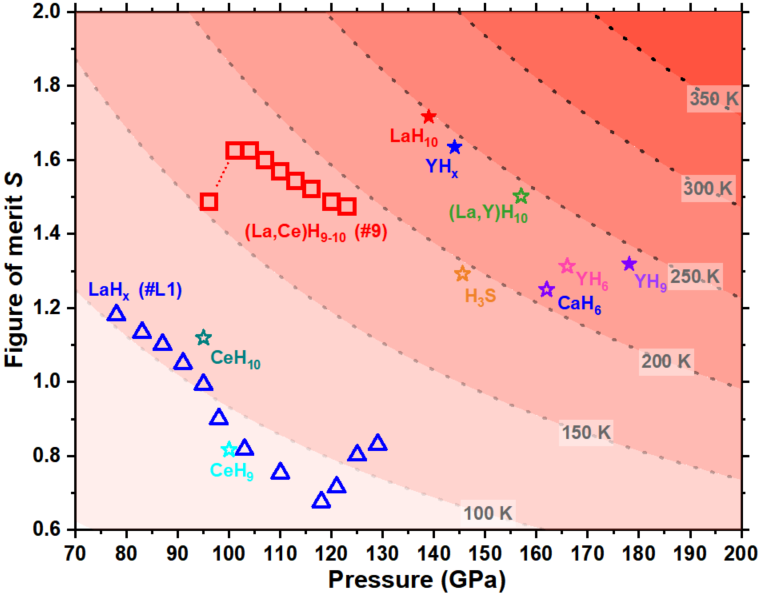 2.0
1.8
1.6
1.4
1.2
1.0
0.8
0.6
Figure of merit S
350 K
300 K
250 K
200 K
150 K
100 K
LaH10
YHx
(La,Y)H10
(La,Ce)H9-10 (#9)
H3S
YH6
YH9
CaH6
LaHx (#L1)
CeH10
CeH9
70 80 90 100 110 120 130 140 150 160 170 180 190 200
Pressure (GPa)